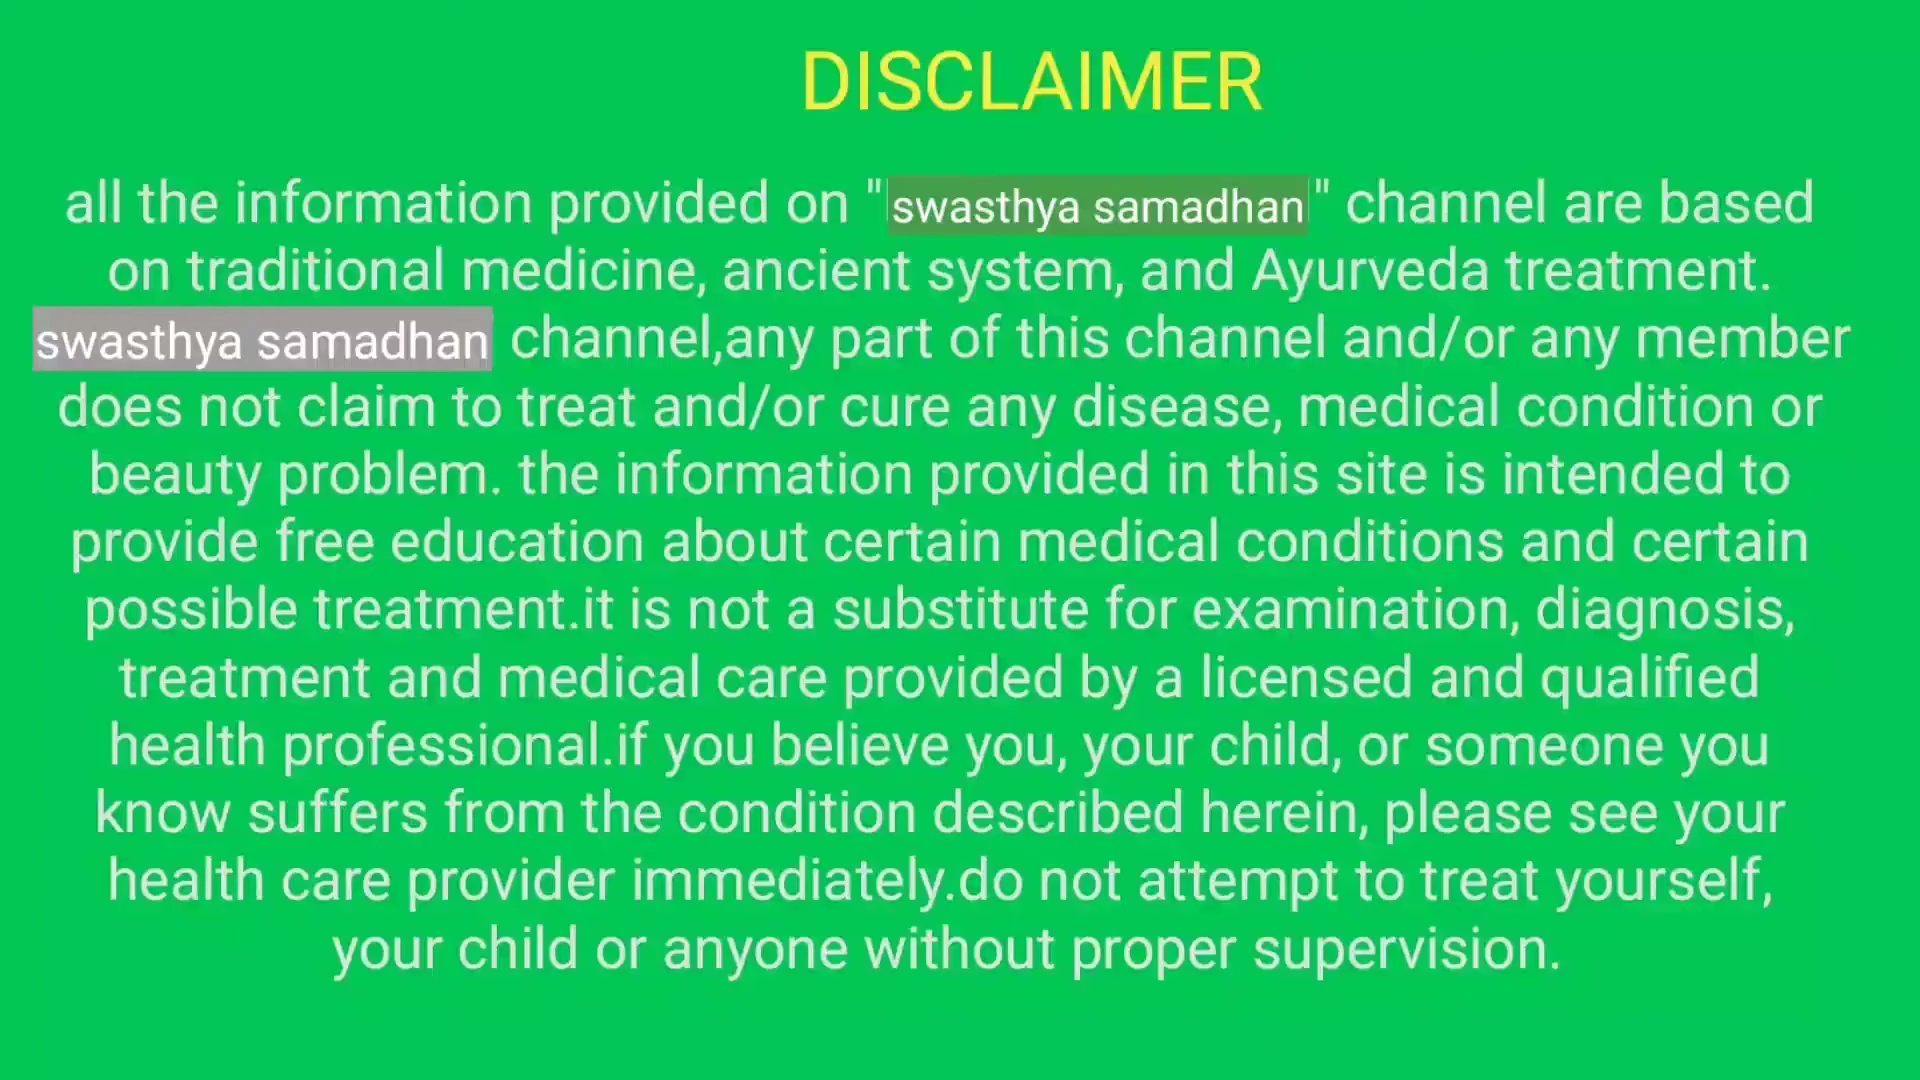 DISCLAIMER
all the information provided on "swasthya samadhan" channel are based
on traditional medicine, ancient system, and Ayurveda treatment.
swasthya samadhan channel,any part of this channel and/or any member
does not claim to treat and/or cure any disease, medical condition or
beauty problem. the information provided in this site is intended to
provide free education about certain medical conditions and certain
possible treatment.it is not a substitute for examination, diagnosis,
treatment and medical care provided by a licensed and qualified
health professional.if you believe you, your child, or someone you
know suffers from the condition described herein, please see your
health care provider immediately.do not attempt to treat yourself,
your child or anyone without proper supervision.